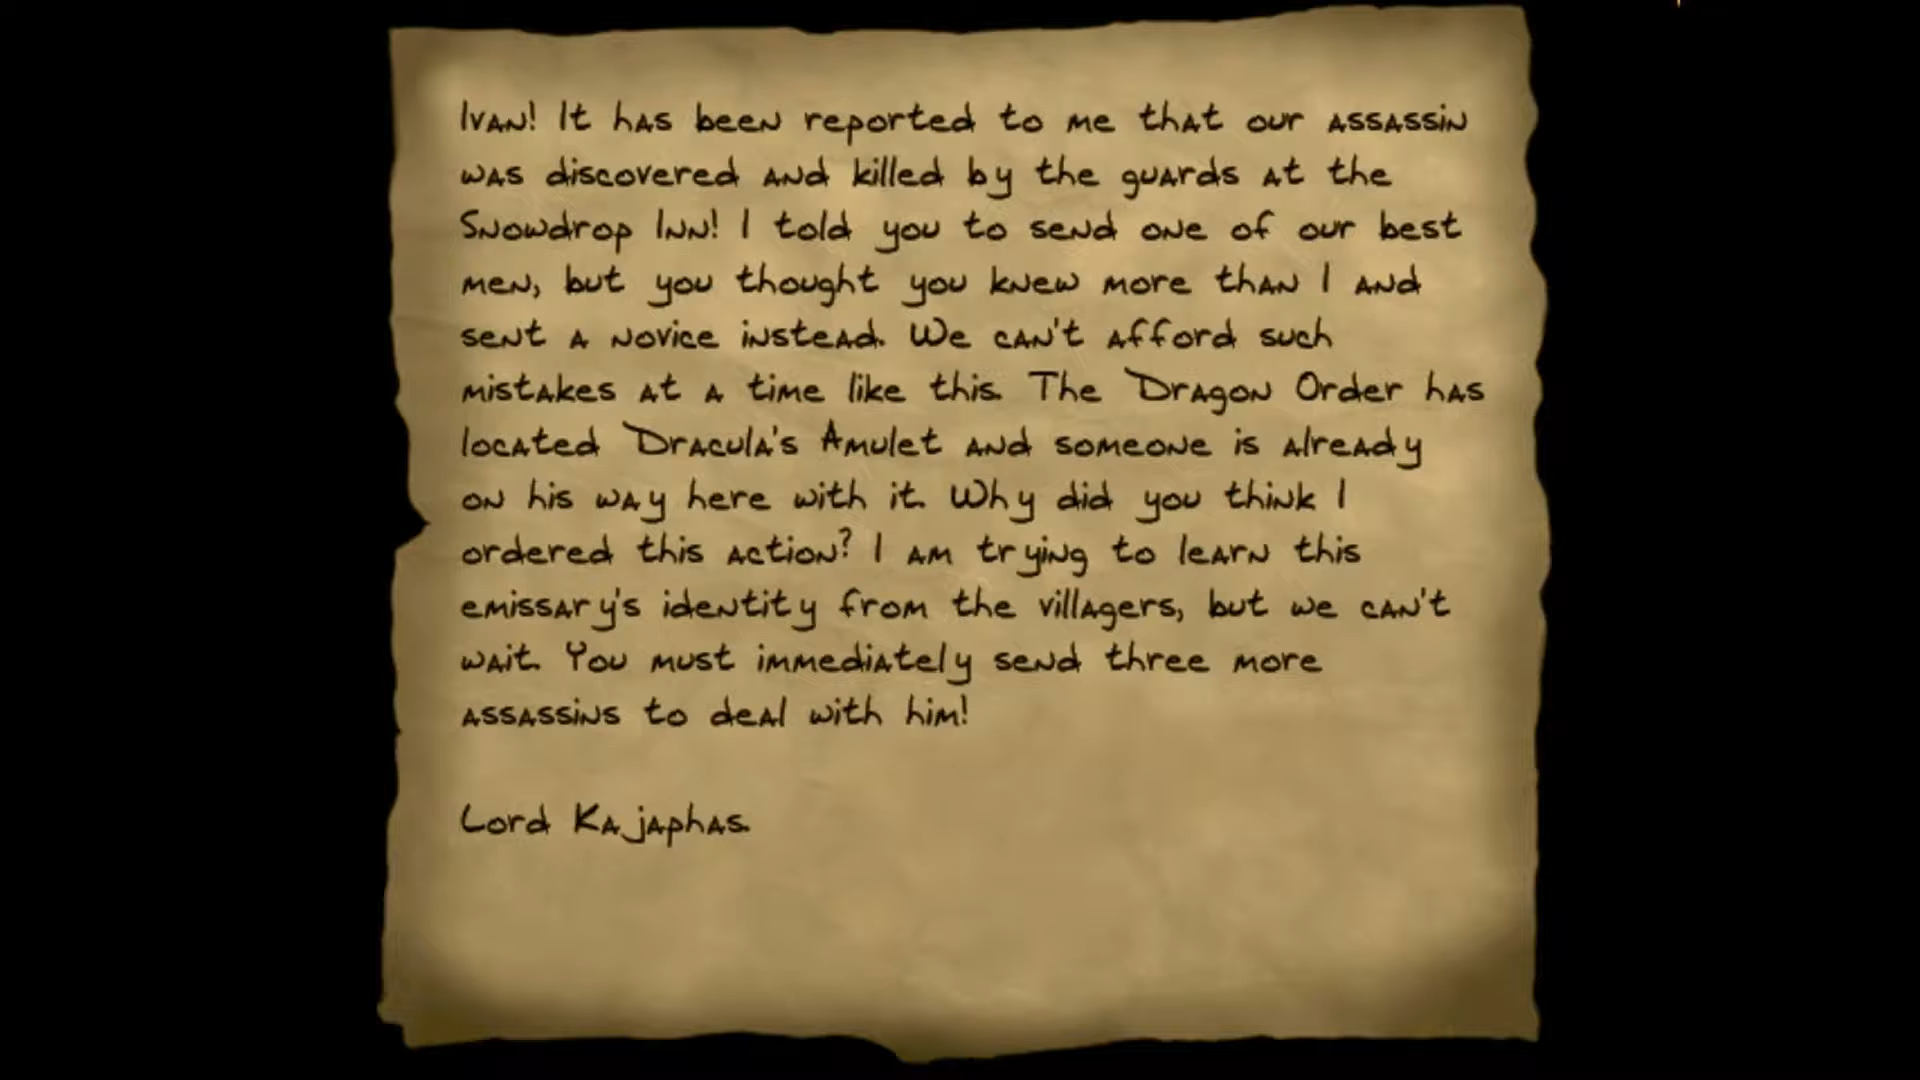 Ivan! It has been reported to me that our assassin
was discovered and killed by the guards at the
Snowdrop Inn! I told you to send one of our best
men, but you thought you knew more than I and
sent a novice instead. We can't afford such
mistakes at a time like this. The Dragon Order has
located Dracula's Amulet and someone is already
on his way here with it. Why did you think I
ordered this action? I am trying to learn this
emissary's identity from the villagers, but we can't
wait. You must immediately send three more
assassins to deal with him!
Lord Kajaphas.